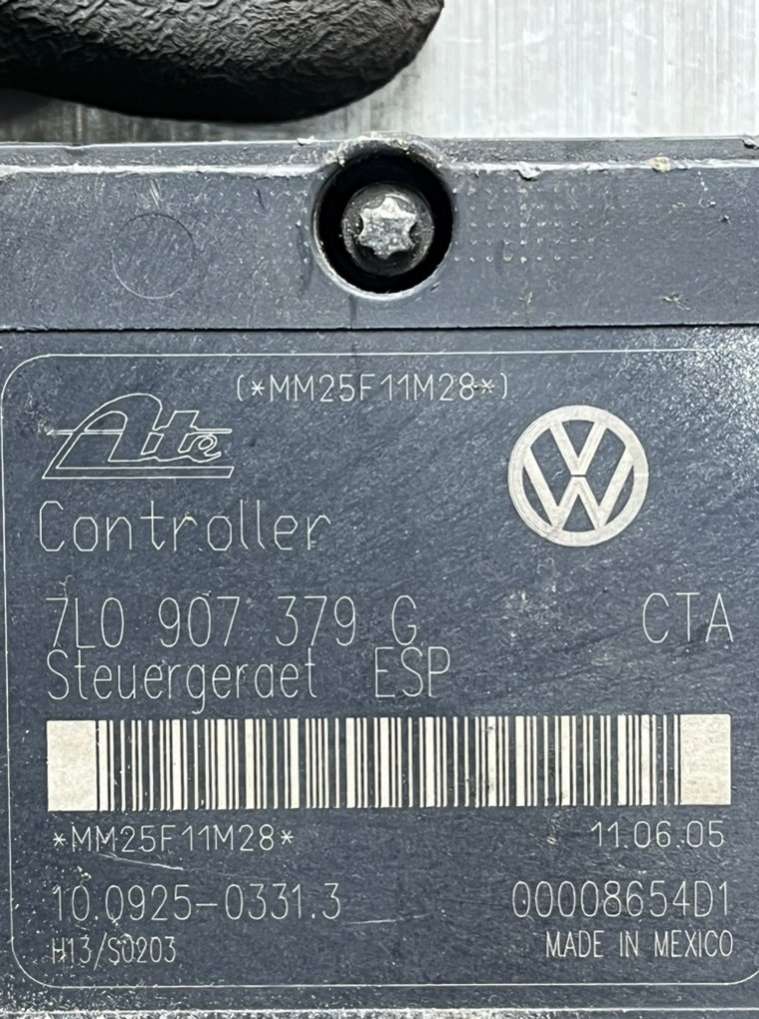 (*MM25F11M28*)
Ate
VW
Controller
7L0 907 379 G CTA
Steuergeraet ESP
*MM25F11M28* 11.06.05
10.0925-0331.3 00008654D1
H13/S0203 MADE IN MEXICO